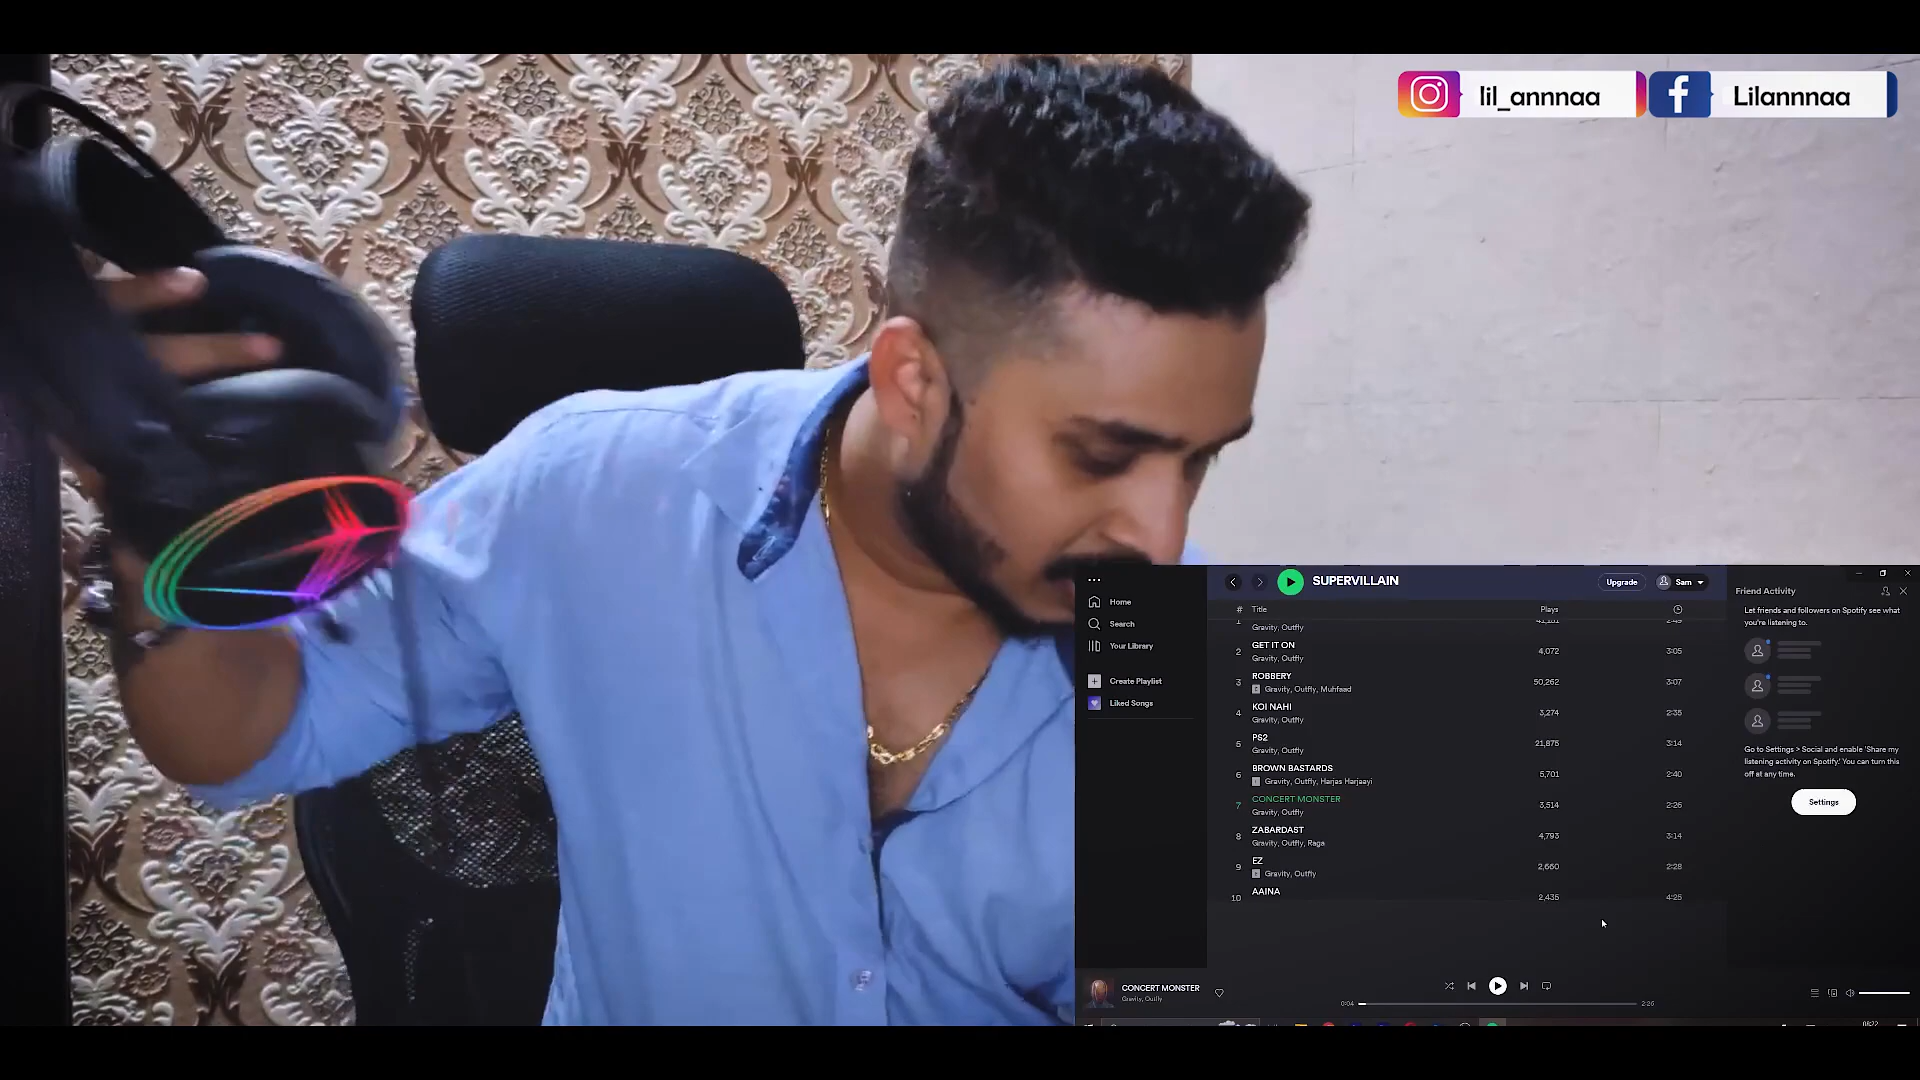 lil_annnaa
Lilannnaa
SUPERVILLAIN
Upgrade
Sam
Home
Search
Your Library
Create Playlist
Liked Songs
# Title Plays
1 Gravity, Outfly 2:49
2 GET IT ON 4,072 3:05
Gravity, Outfly
3 ROBBERY 50,262 3:07
E Gravity, Outfly, Muhfaad
4 KOI NAHI 3,274 2:35
Gravity, Outfly
5 PS2 21,875 3:14
Gravity, Outfly
6 BROWN BASTARDS 5,701 2:40
E Gravity, Outfly, Harjas Harjaayi
7 CONCERT MONSTER 3,514 2:26
Gravity, Outfly
8 ZABARDAST 4,793 3:14
Gravity, Outfly, Raga
9 EZ 2,660 2:28
E Gravity, Outfly
10 AAINA 2,435 4:25
Friend Activity
Let friends and followers on Spotify see what
you're listening to.
Go to Settings > Social and enable 'Share my
listening activity on Spotify.' You can turn this
off at any time.
Settings
CONCERT MONSTER
Gravity, Outfly
0:04
2:26